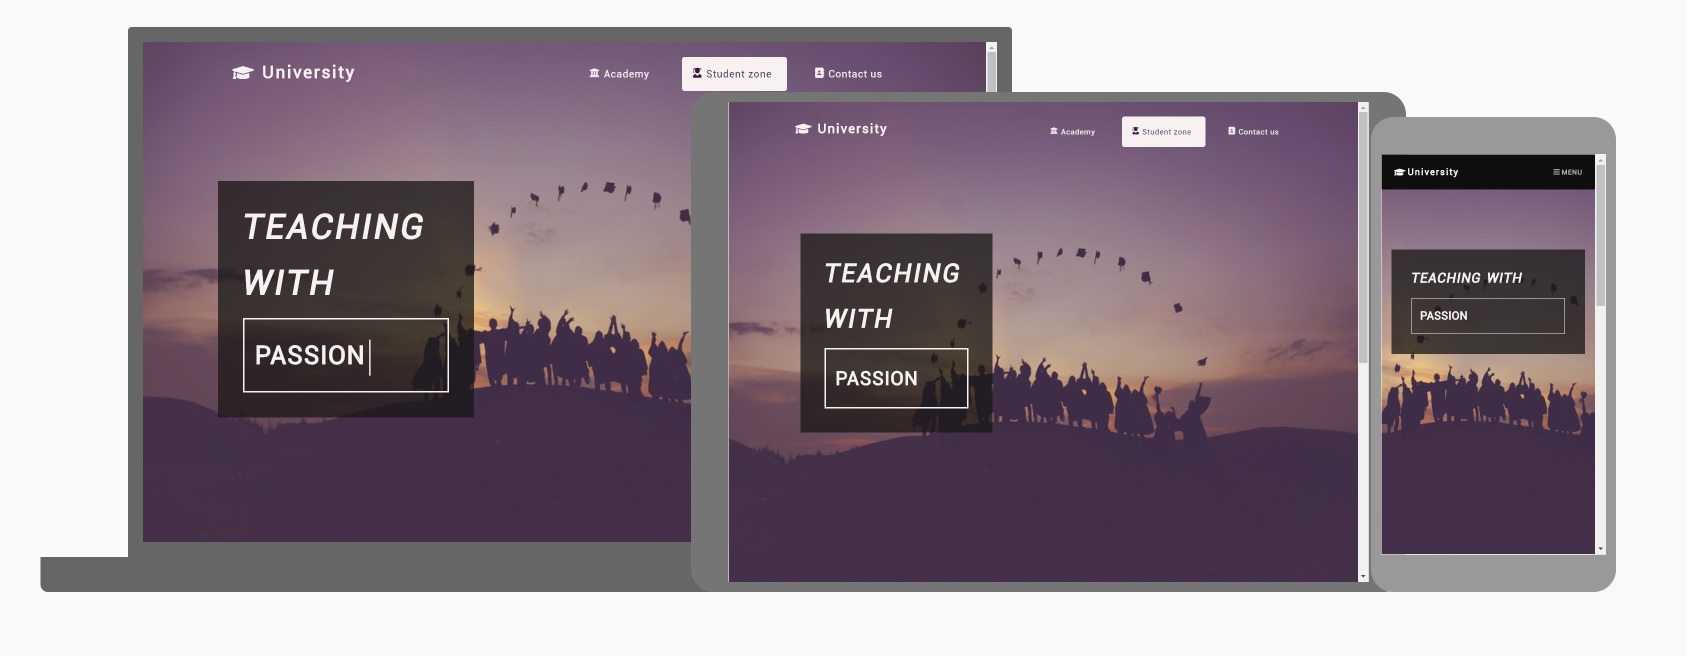 University
Academy
Student zone
Contact us
TEACHING
WITH
PASSION
University
Academy
Student zone
Contact us
TEACHING
WITH
PASSION
University
MENU
TEACHING WITH
PASSION